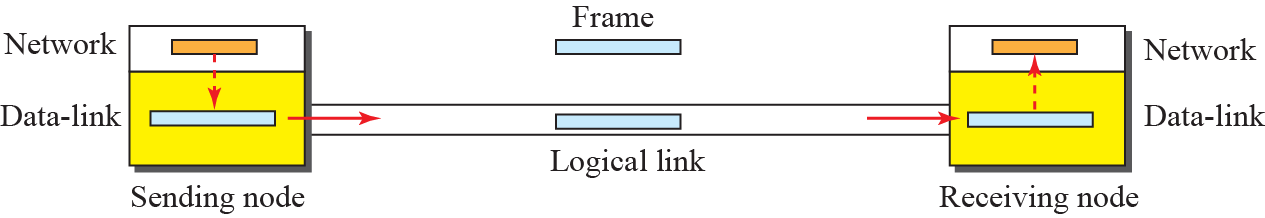 Frame
Network
Network
Data-link
Data-link
Logical link
Sending node
Receiving node